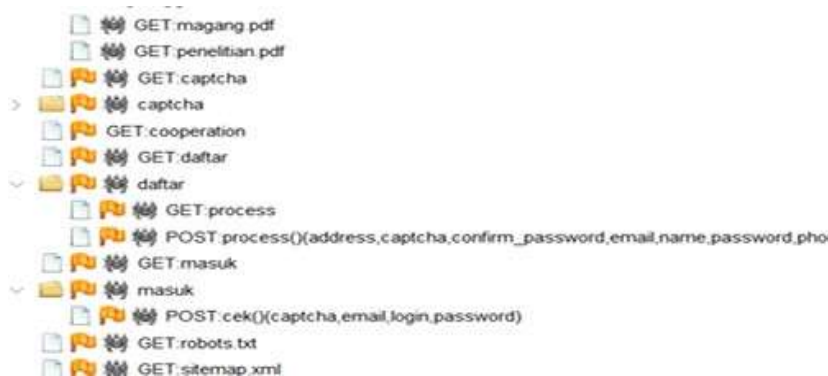 GET:magang.pdf
GET:penelitian.pdf
GET:captcha
captcha
GET:cooperation
GET:daftar
daftar
GET:process
POST:process()(address,captcha,confirm_password,email,name,password,pho
GET:masuk
masuk
POST:cek()(captcha,email,login,password)
GET:robots.txt
GET:sitemap.xml